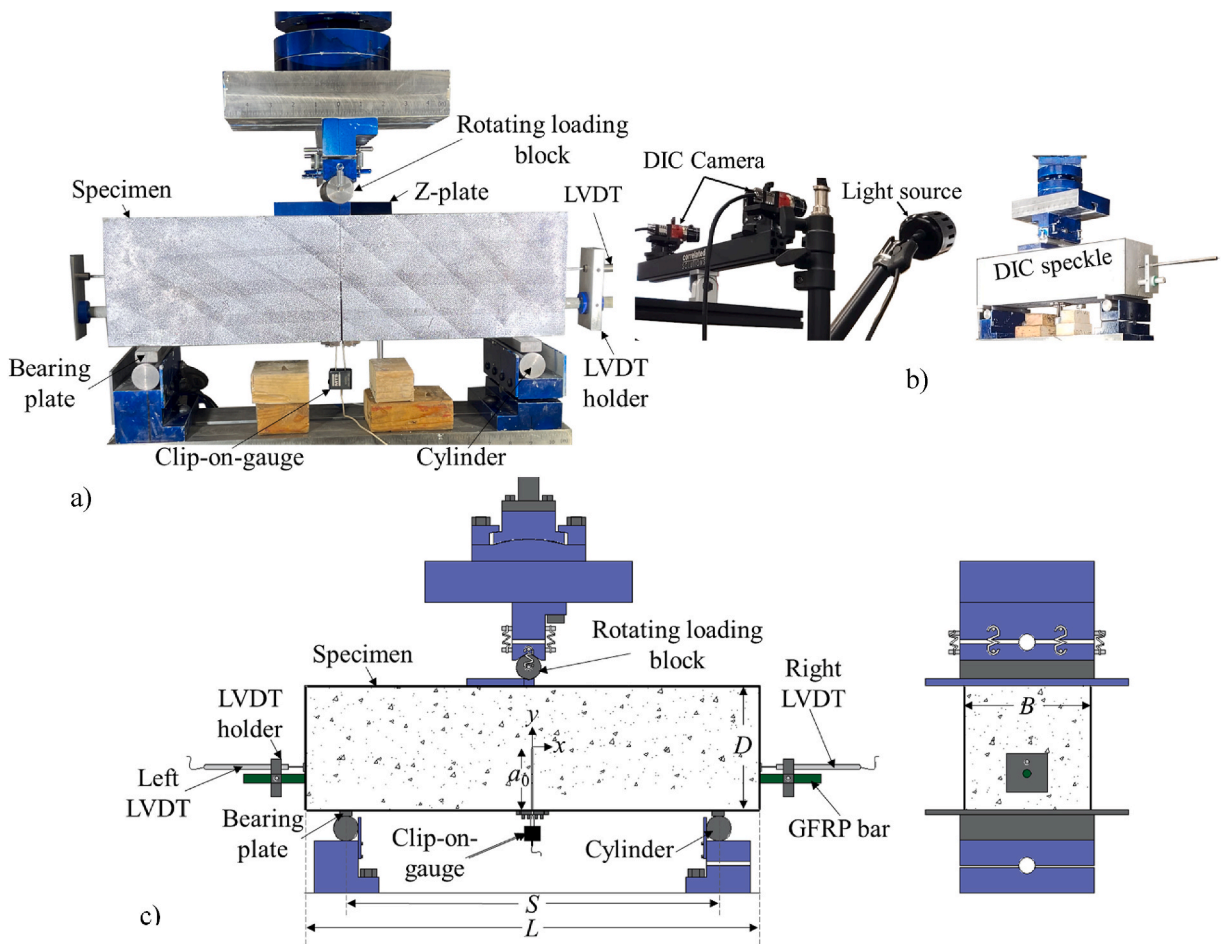 Rotating loading
block
Specimen
Z-plate
LVDT
Bearing
plate
LVDT
holder
Clip-on-gauge
Cylinder
a)
DIC Camera
Light source
correlated
DIC speckle
b)
Rotating loading
block
Specimen
Right
LVDT
LVDT
holder
y
x
D
B
a₀
Left
LVDT
Bearing
plate
Clip-on-
gauge
Cylinder
GFRP bar
S
L
c)